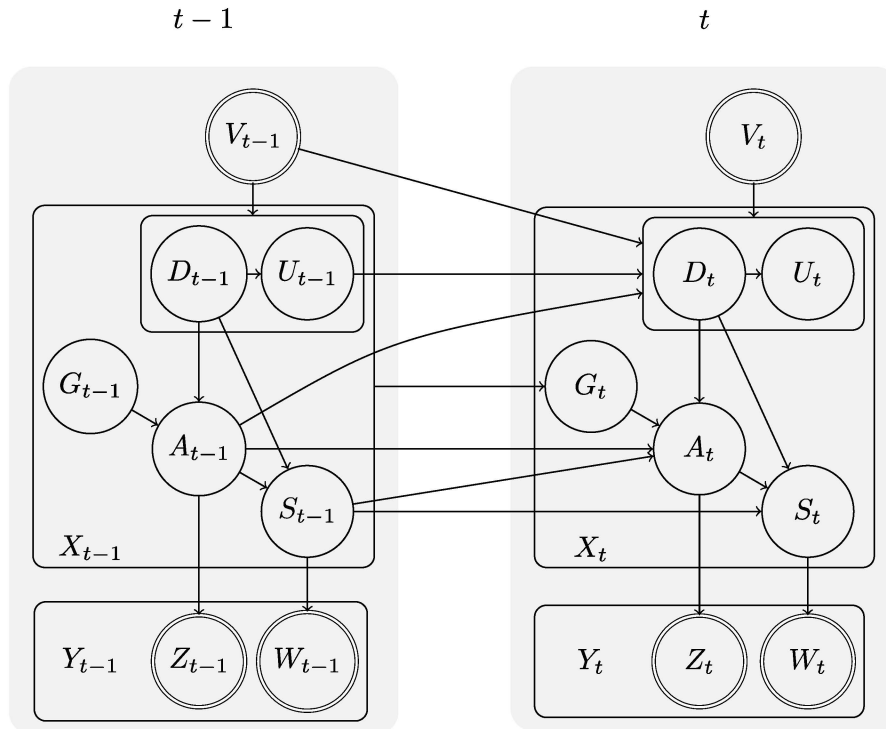 t − 1 t
V_{t−1} V_t
D_{t−1} U_{t−1} D_t U_t
G_{t−1} G_t
A_{t−1} A_t
S_{t−1} S_t
X_{t−1} X_t
Y_{t−1} Z_{t−1} W_{t−1} Y_t Z_t W_t